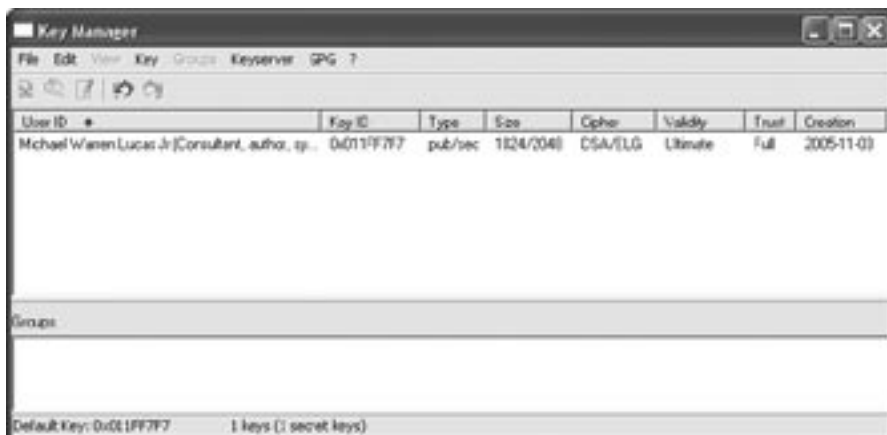 Key Manager
File Edit View Key Groups Keyserver GPG ?
User ID Key ID Type Size Cipher Validity Trust Creation
Michael Warren Lucas Jr (Consultant, author, sy... 0x011FF7F7 pub/sec 1024/2048 DSA/ELG Ultimate Full 2005-11-03
Groups
Default Key: 0x011FF7F7 1 keys (1 secret keys)